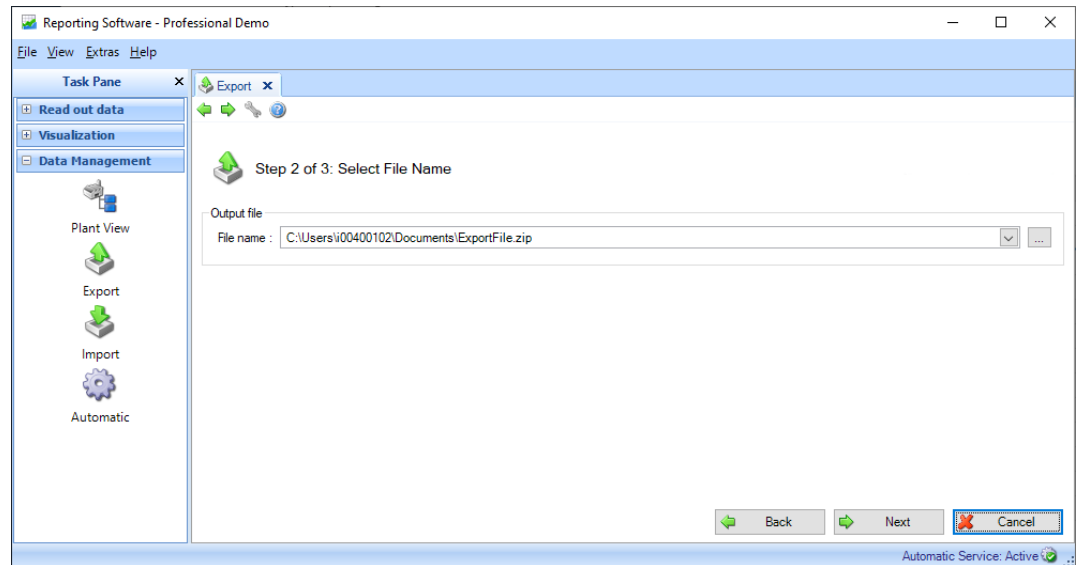 Reporting Software - Professional Demo
File View Extras Help
Task Pane
Read out data
Visualization
Data Management
Plant View
Export
Import
Automatic
Export
Step 2 of 3: Select File Name
Output file
File name : C:\Users\i00400102\Documents\ExportFile.zip
...
Back Next Cancel
Automatic Service: Active